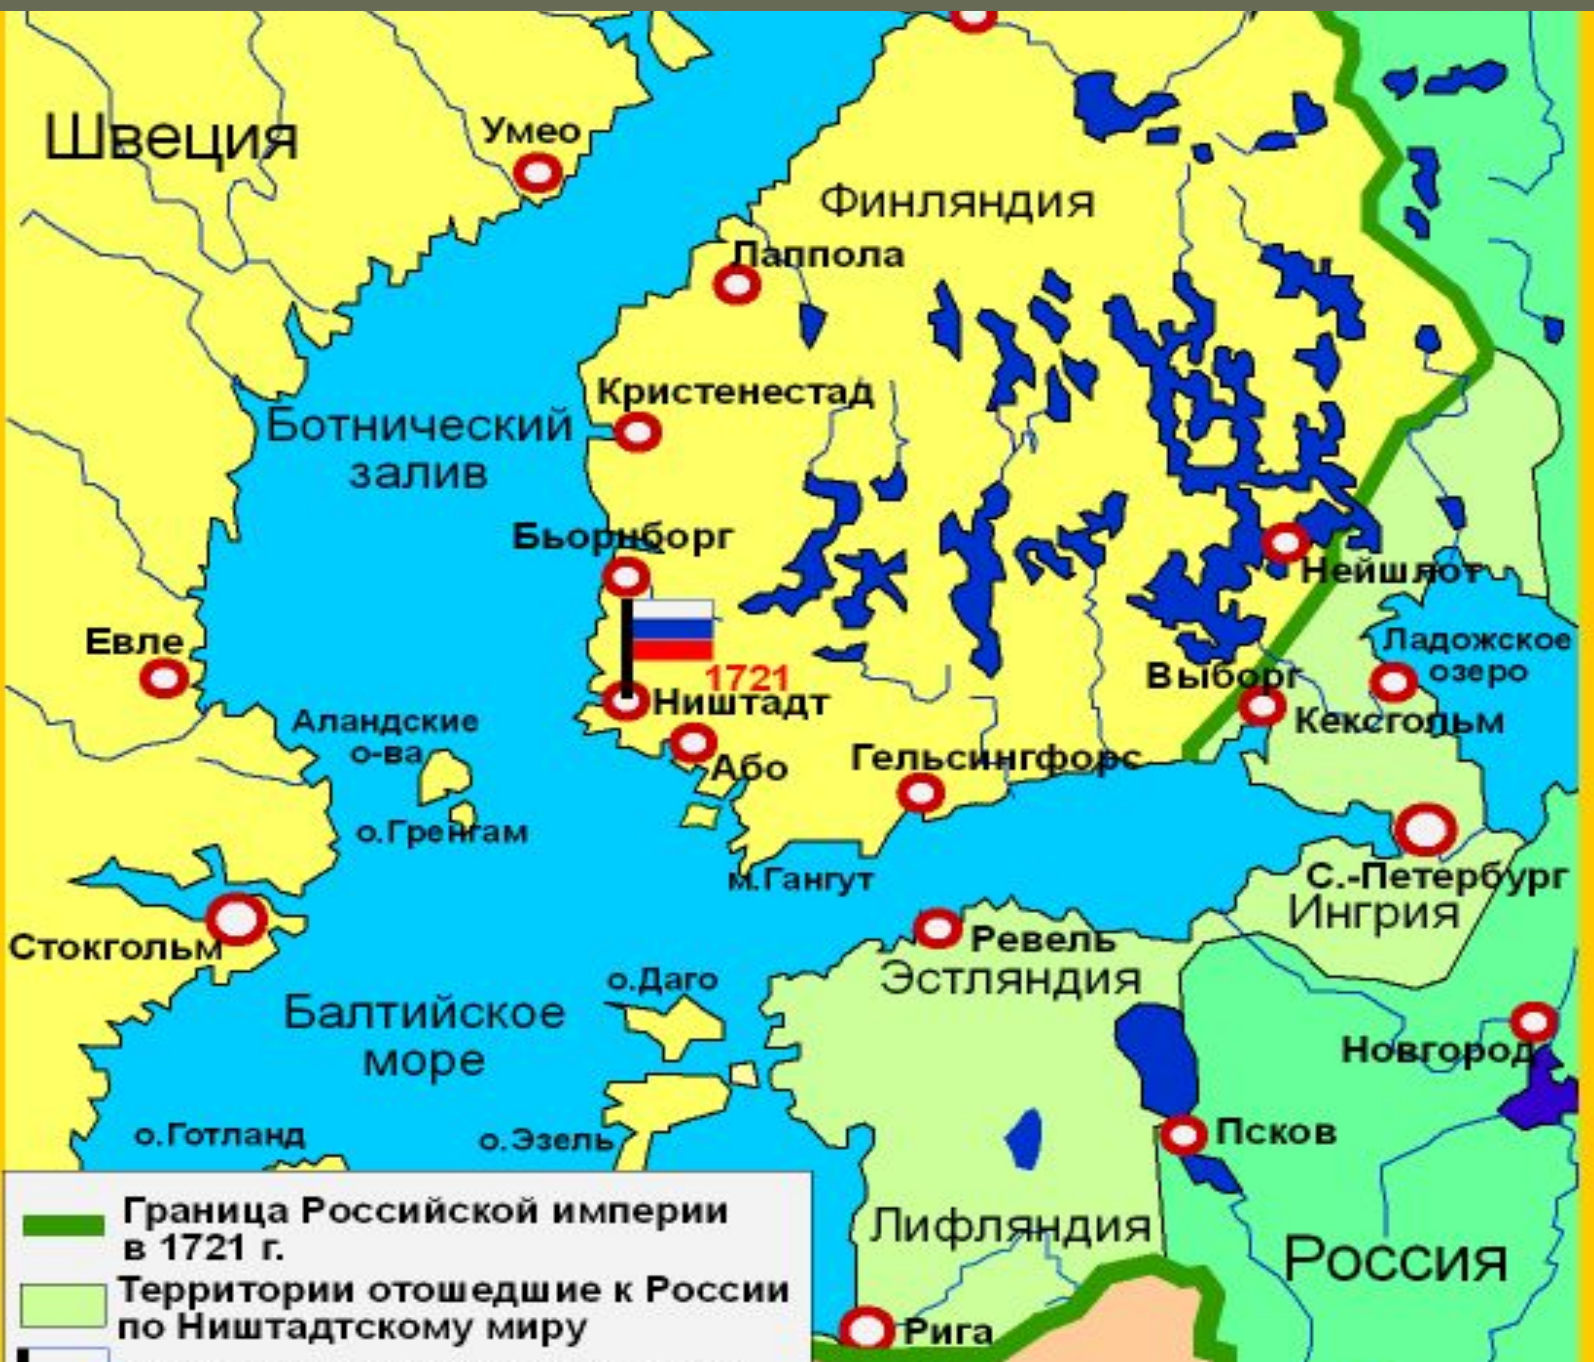 Швеция
Умео
Финляндия
Лаппола
Кристенестад
Ботнический
залив
Бьорнборг
Нейшлот
Евле
Ладожское
озеро
1721
Выборг
Ништадт
Кексгольм
Аландские
о-ва
Або
Гельсингфорс
о.Гренгам
м.Гангут
С.-Петербург
Ингрия
Стокгольм
Ревель
Эстляндия
о.Даго
Балтийское
море
Новгород
о.Готланд
о.Эзель
Псков
Лифляндия
Россия
Рига
Граница Российской империи
в 1721 г.
Территории отошедшие к России
по Ништадтскому миру